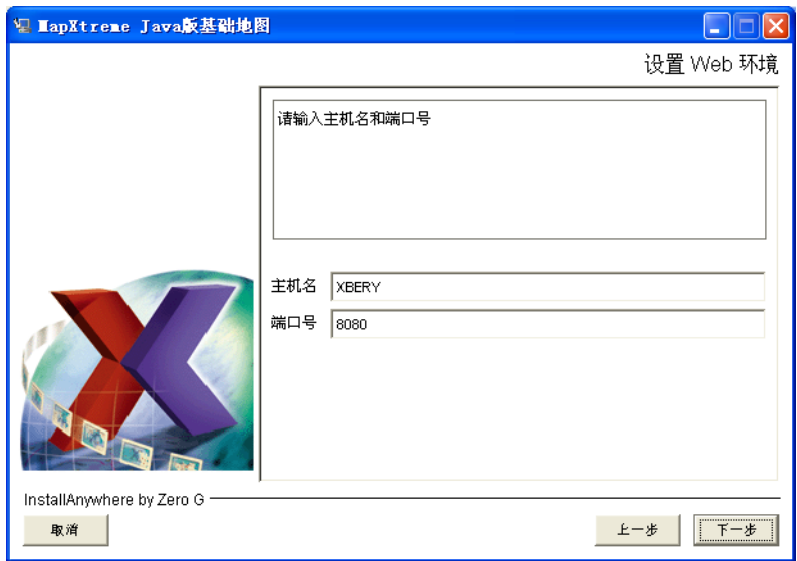 MapXtreme Java版基础地图
设置 Web 环境
请输入主机名和端口号
主机名 XBERY
端口号 8080
InstallAnywhere by Zero G
取消 上一步 下一步